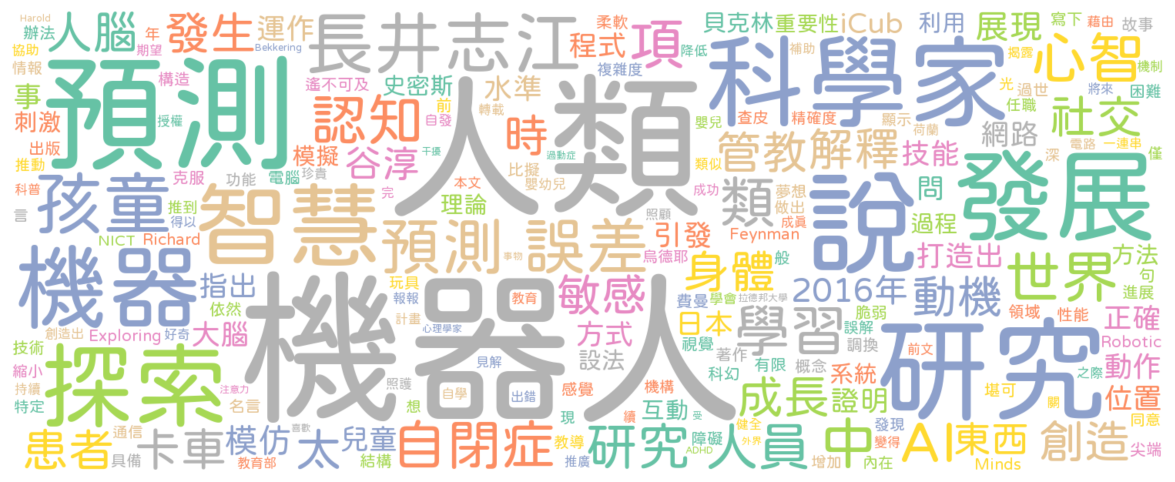 辦法
人腦
發生
年
運作
長井志江
柔軟
程式
項
降低
貝克林
重要性
iCub
利用
展現
寫下
藉由
故事
Harold
協助
期望
Bekkering
情報
構造
遙不可及
史密斯
複雜度
補助
科學家
心智
揭露
機制
事
預測
授權
認知
前
水準
轉載
時
人類
嬰兒
查皮
精確度
顯示
荷蘭
網路
光
過世
任職
將來
困難
刺激
出版
推動
模擬
谷淳
自發
干擾
比擬
管教
解釋
技能
電路
一連串
社交
深
僅
科普
克服
功能
電腦
珍貴
過動症
類似
夢想
做出
成真
成功
孩童
推到
得以
智慧
完
本文
嬰幼兒
理論
照顧
類
問
說
發展
言
NICT
Richard
預測
誤差
引發
Feynman
過程
機器
指出
依然
事物
烏德耶
般
打造出
方法
句
進展
玩具
報報
教育
敏感
身體
費曼
學會
拉德邦大學
2016年
動機
世界
創造出
好奇
Exploring
大腦
計畫
心理學家
機器人
方式
日本
視覺
學習
脆弱
誤解
調換
領域
性能
正確
技術
縮小
持續
特定
注意力
探索
見解
設法
著作
科幻
概念
有限
前文
研究
Robotic
動作
之際
名言
照護
自學
出錯
感覺
機構
互動
成長
系統
證明
堪可
位置
患者
通信
具備
卡車
模仿
太
兒童
結構
想
教導
現
推廣
續
障礙
受
健全
外界
ADHD
研究人員
增加
中
內在
發現
變得
AI
東西
Minds
關
同意
創造
尖端
教育部
喜歡
自閉症